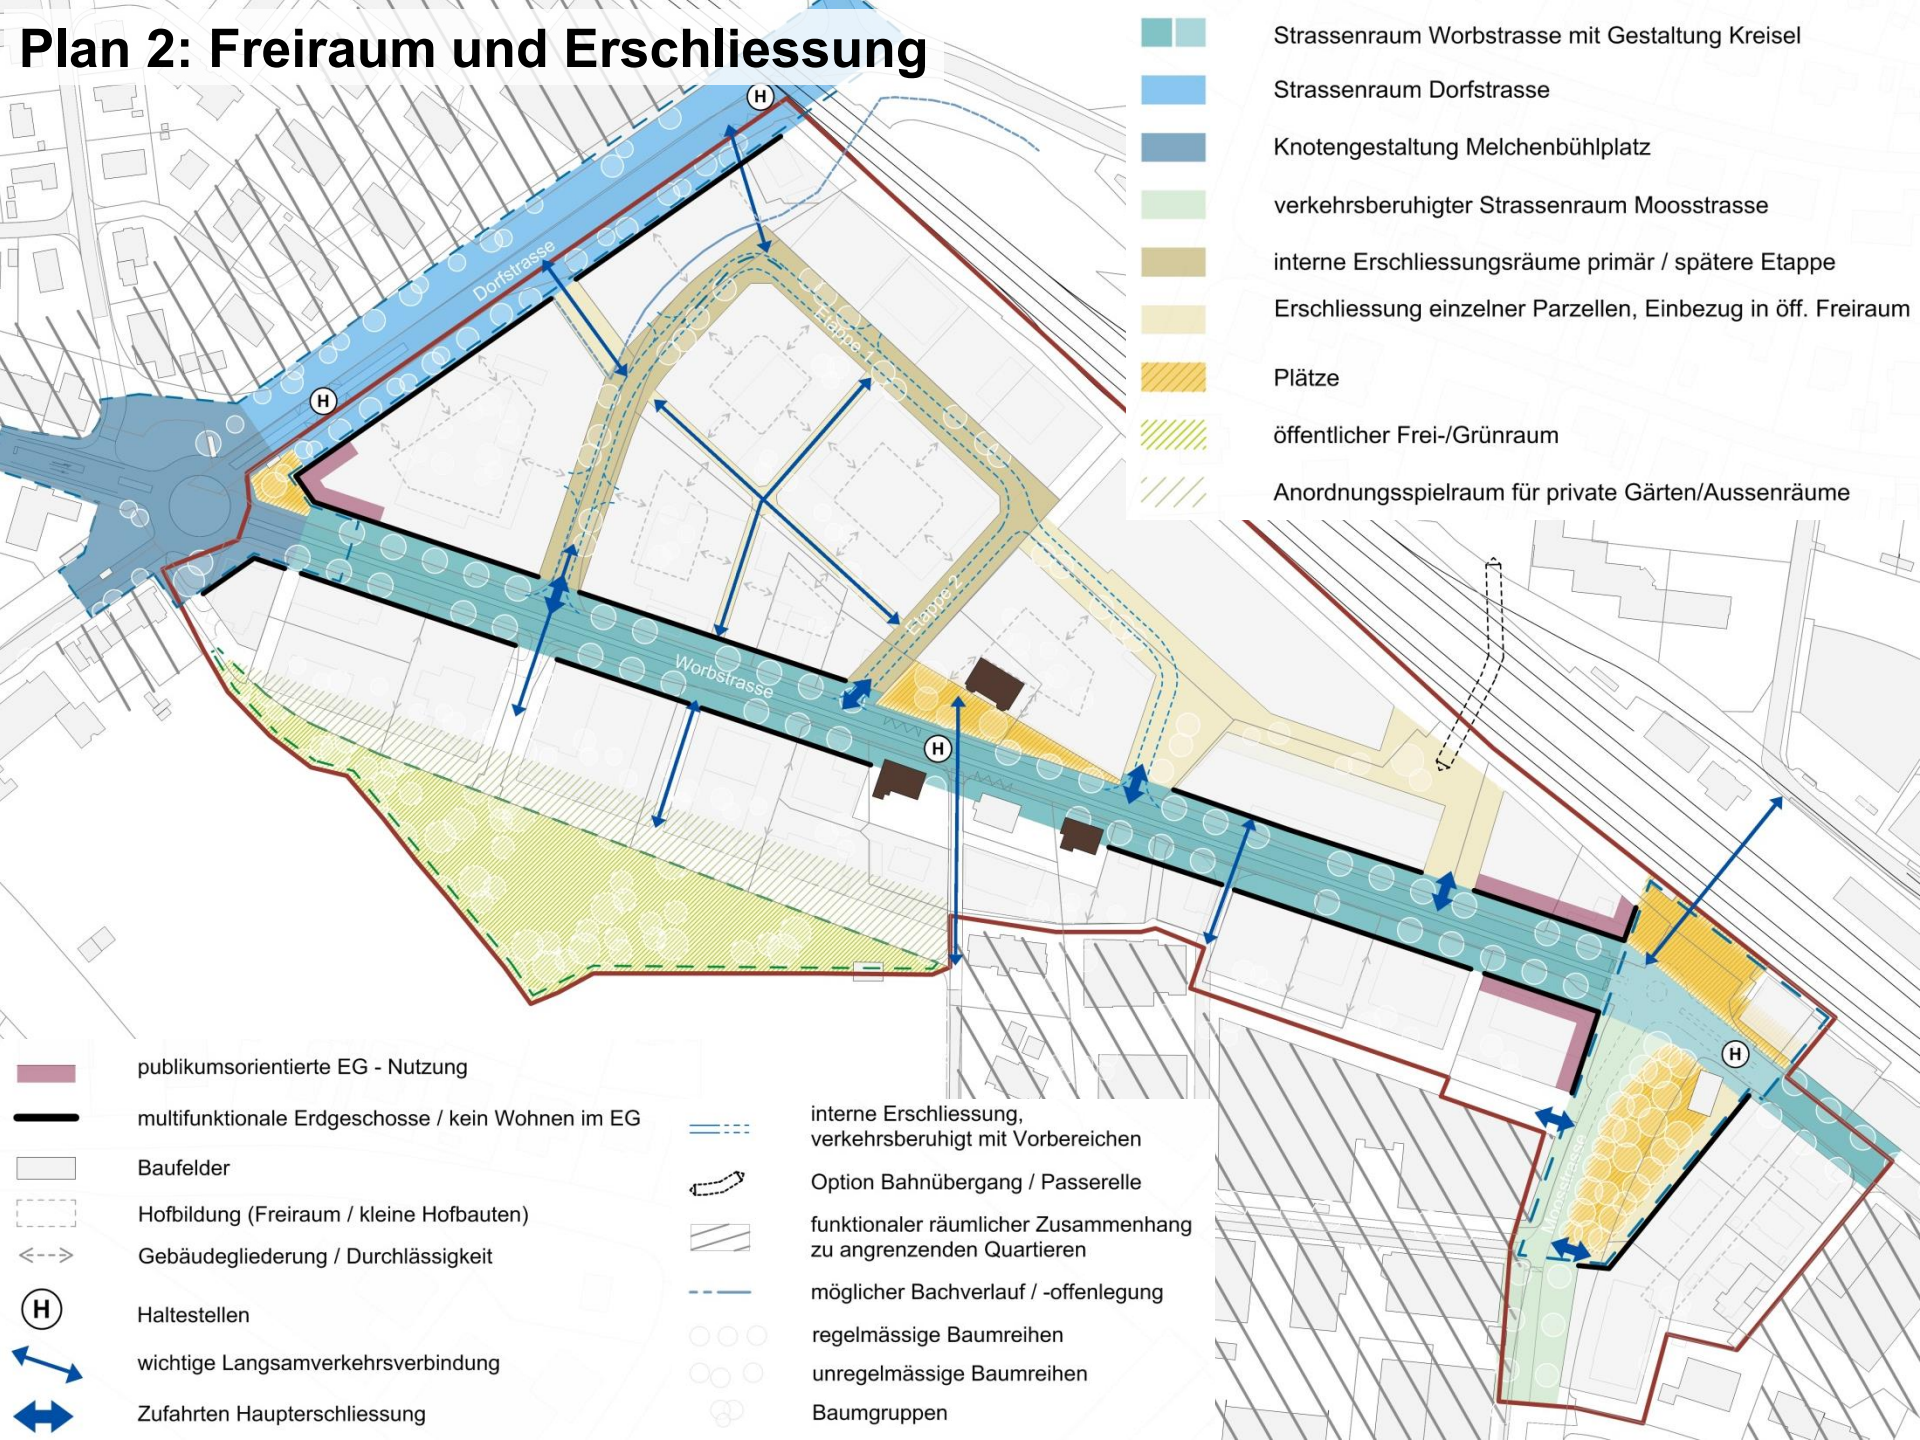 Plan 2: Freiraum und Erschliessung
Strassenraum Worbstrasse mit Gestaltung Kreisel
Strassenraum Dorfstrasse
Knotengestaltung Melchenbühlplatz
verkehrsberuhigter Strassenraum Moosstrasse
interne Erschliessungsräume primär / spätere Etappe
Erschliessung einzelner Parzellen, Einbezug in öff. Freiraum
Plätze
öffentlicher Frei-/Grünraum
Anordnungsspielraum für private Gärten/Aussenräume
H
Dorfstrasse
Etappe 1
H
Etappe 2
Worbstrasse
H
H
Moosstrasse
publikumsorientierte EG - Nutzung
multifunktionale Erdgeschosse / kein Wohnen im EG
Baufelder
Hofbildung (Freiraum / kleine Hofbauten)
Gebäudegliederung / Durchlässigkeit
H
Haltestellen
wichtige Langsamverkehrsverbindung
Zufahrten Haupterschliessung
interne Erschliessung,
verkehrsberuhigt mit Vorbereichen
Option Bahnübergang / Passerelle
funktionaler räumlicher Zusammenhang
zu angrenzenden Quartieren
möglicher Bachverlauf / -offenlegung
regelmässige Baumreihen
unregelmässige Baumreihen
Baumgruppen